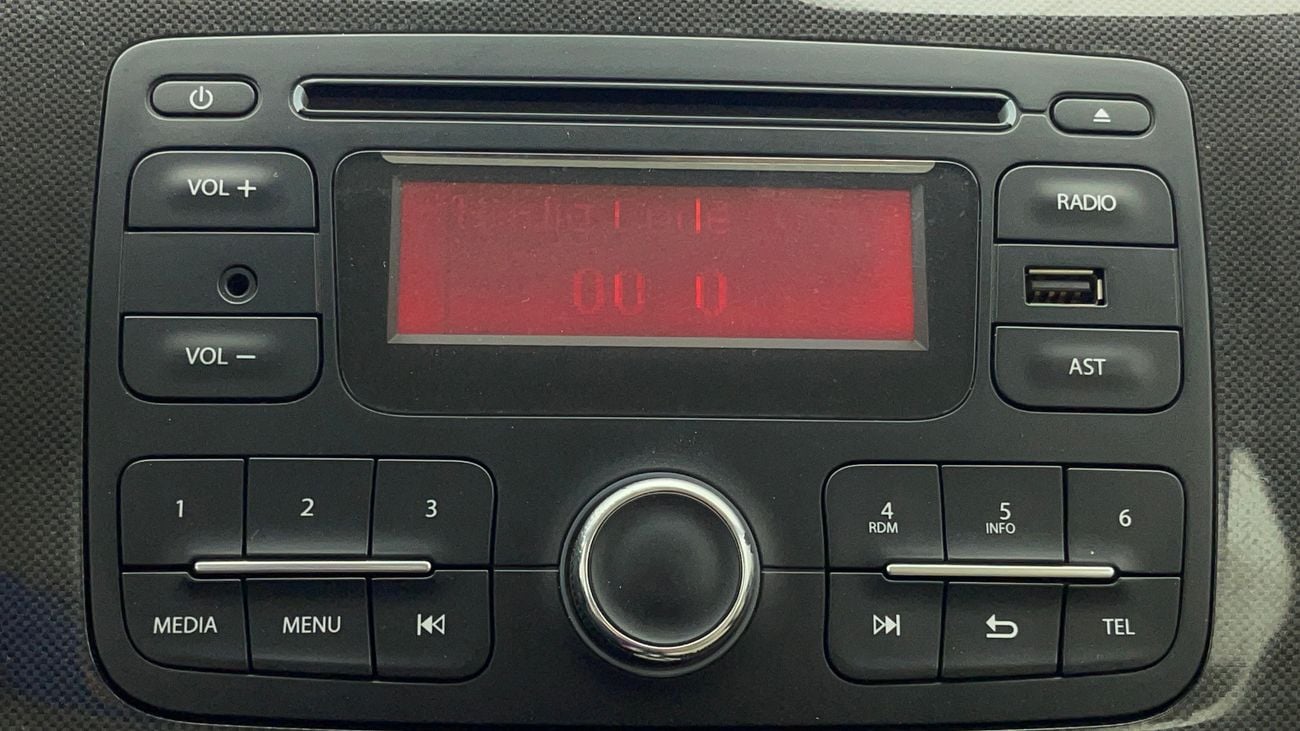 VOL +
RADIO
00 0
VOL −
AST
1 2 3
4 5 6
RDM INFO
MEDIA MENU
TEL